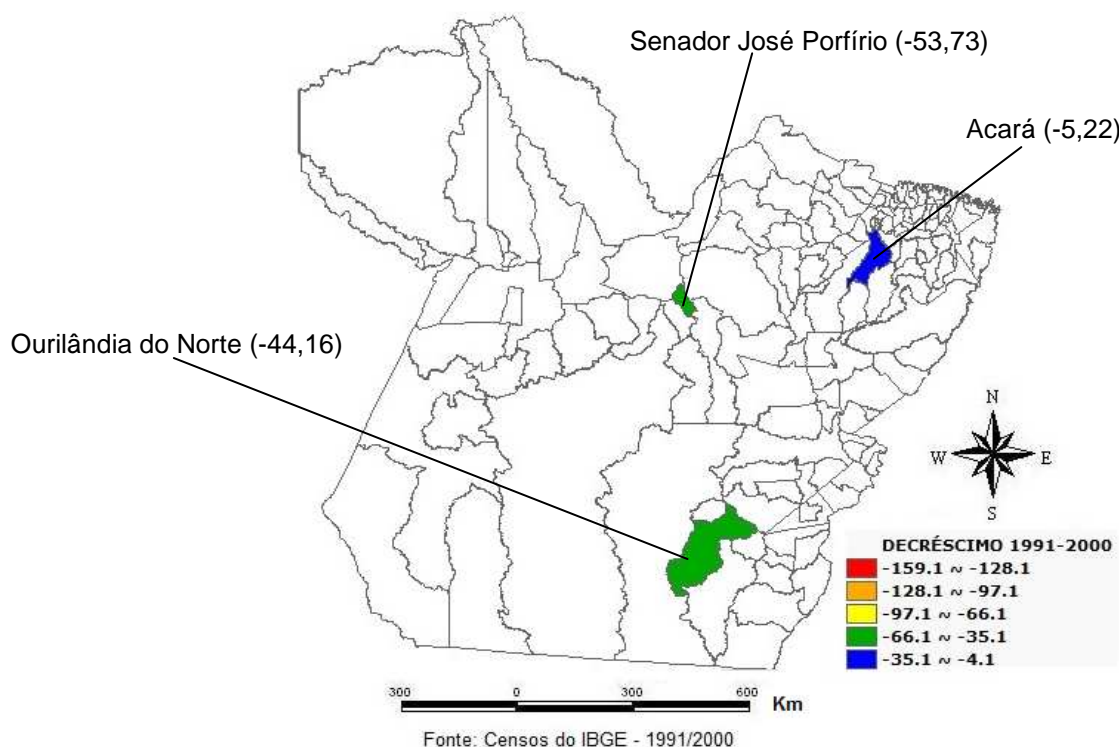 Senador José Porfírio (-53,73)
Acará (-5,22)
Ourilândia do Norte (-44,16)
N
W
E
S
DECRÉSCIMO 1991-2000
-159.1 ~ -128.1
-128.1 ~ -97.1
-97.1 ~ -66.1
-66.1 ~ -35.1
-35.1 ~ -4.1
300 0 300 600 Km
Fonte: Censos do IBGE - 1991/2000